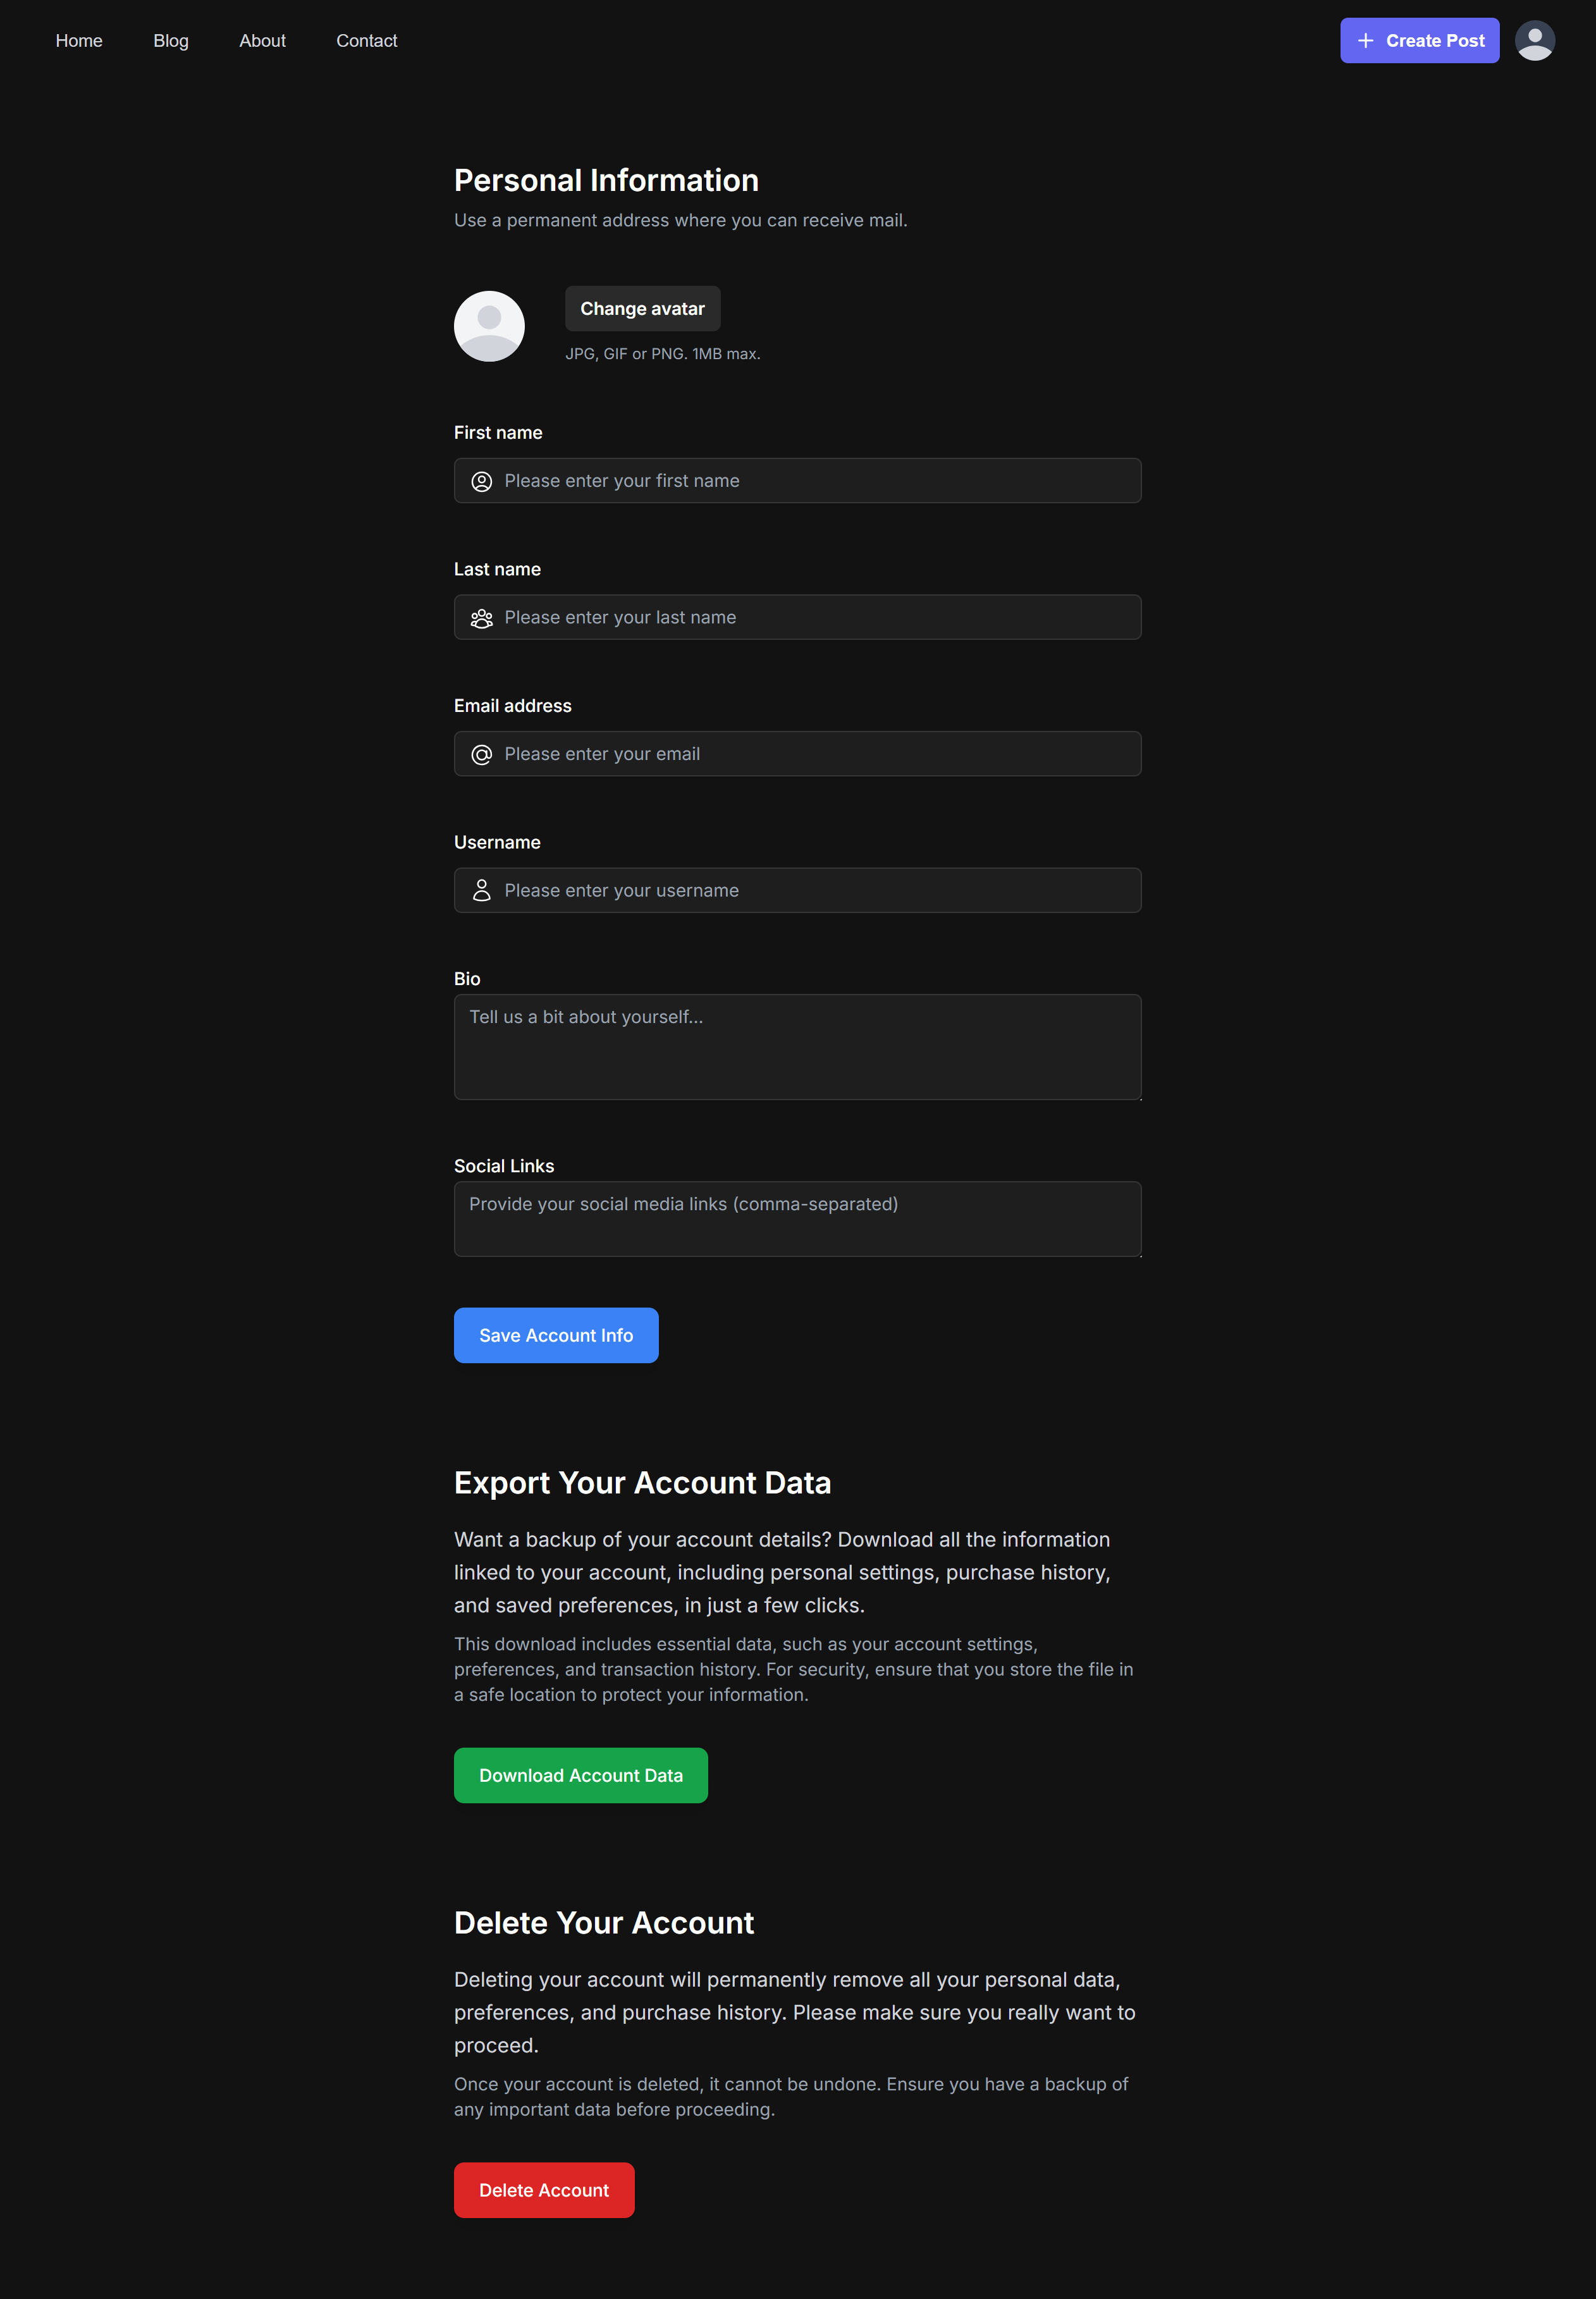 Home Blog About Contact Create Post
Personal Information
Use a permanent address where you can receive mail.
Change avatar
JPG, GIF or PNG. 1MB max.
First name
Please enter your first name
Last name
Please enter your last name
Email address
Please enter your email
Username
Please enter your username
Bio
Tell us a bit about yourself...
Social Links
Provide your social media links (comma-separated)
Save Account Info
Export Your Account Data
Want a backup of your account details? Download all the information
linked to your account, including personal settings, purchase history,
and saved preferences, in just a few clicks.
This download includes essential data, such as your account settings,
preferences, and transaction history. For security, ensure that you store the file in
a safe location to protect your information.
Download Account Data
Delete Your Account
Deleting your account will permanently remove all your personal data,
preferences, and purchase history. Please make sure you really want to
proceed.
Once your account is deleted, it cannot be undone. Ensure you have a backup of
any important data before proceeding.
Delete Account